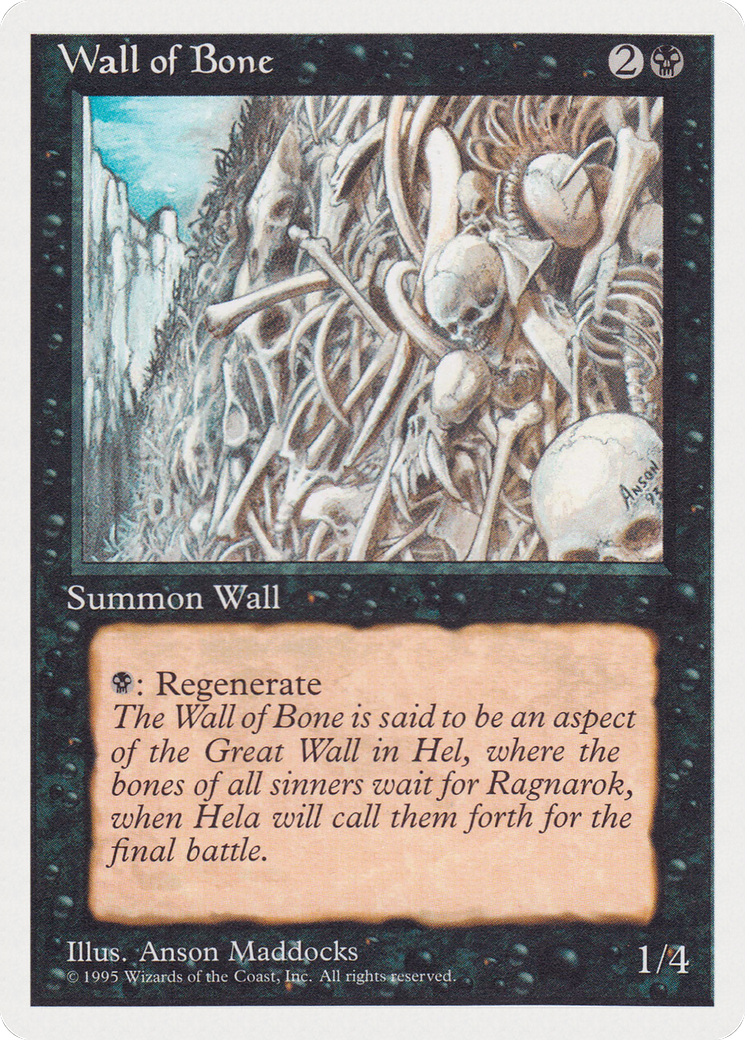 Wall of Bone 2
ANSON
93
Summon Wall
: Regenerate
The Wall of Bone is said to be an aspect
of the Great Wall in Hel, where the
bones of all sinners wait for Ragnarok,
when Hela will call them forth for the
final battle.
Illus. Anson Maddocks
© 1995 Wizards of the Coast, Inc. All rights reserved.
1/4